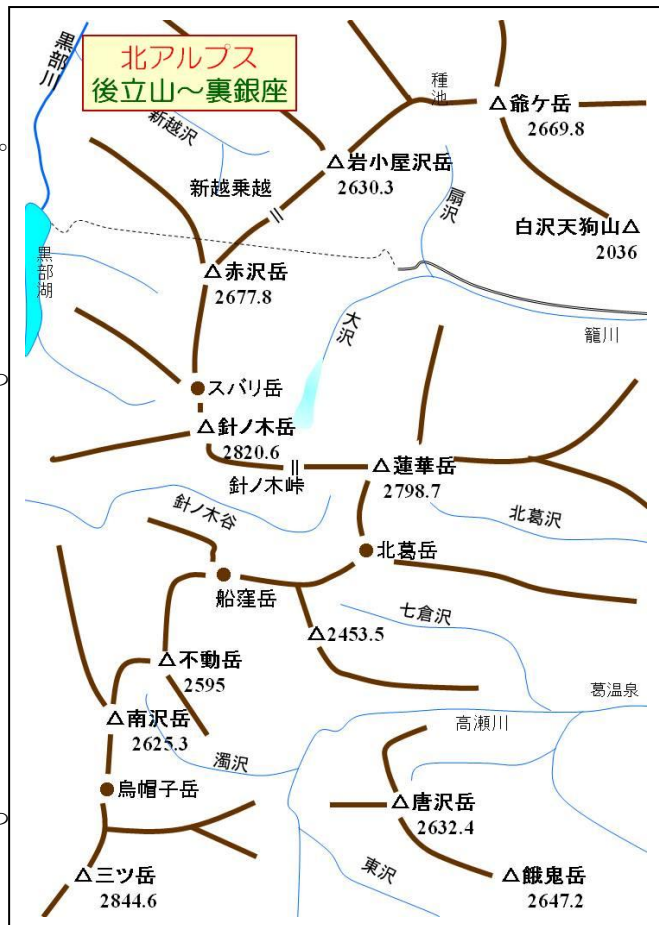 北アルプス
後立山～裏銀座
黒部川
種池
爺ケ岳
2669.8
新越沢
岩小屋沢岳
2630.3
新越乗越
扇沢
白沢天狗山
2036
黒部湖
赤沢岳
2677.8
大沢
籠川
スバリ岳
針ノ木岳
2820.6
針ノ木峠
蓮華岳
2798.7
針ノ木谷
北葛沢
北葛岳
船窪岳
七倉沢
2453.5
不動岳
2595
葛温泉
南沢岳
2625.3
高瀬川
濁沢
烏帽子岳
唐沢岳
2632.4
三ツ岳
2844.6
東沢
餓鬼岳
2647.2